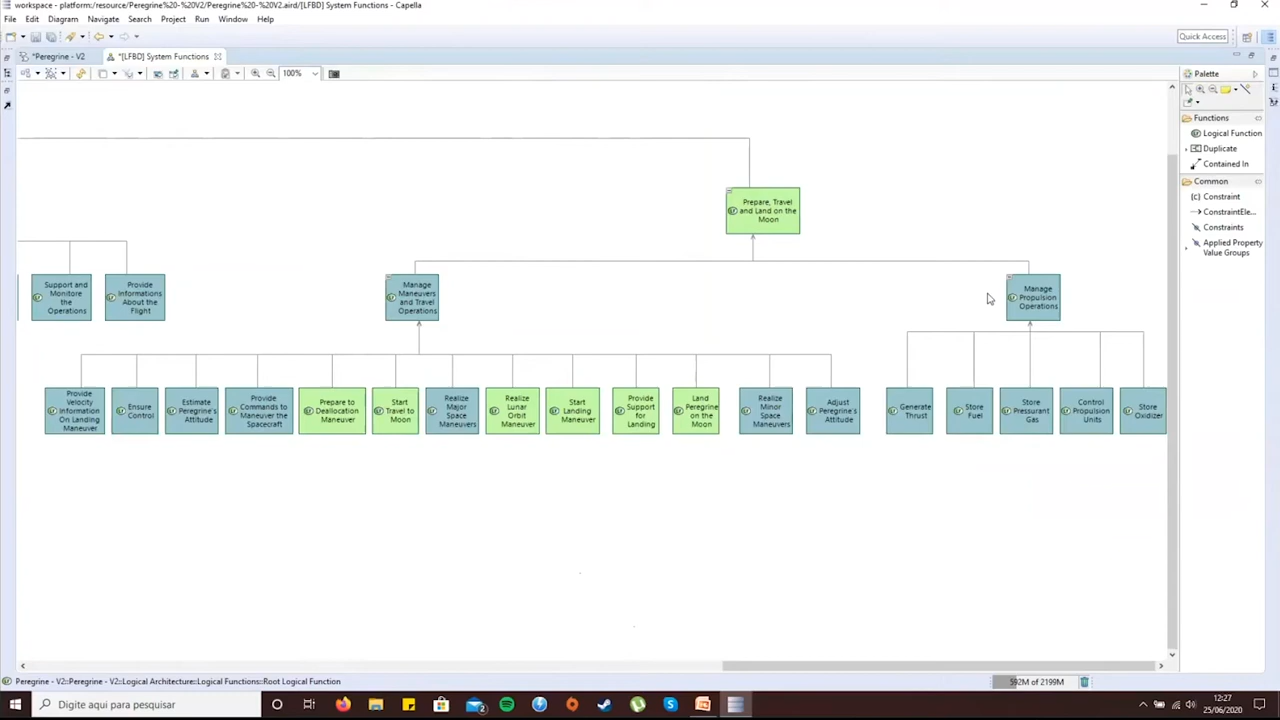 workspace - platform:/resource/Peregrine%20-%20V2/Peregrine%20-%20V2.aird/[LFBD] System Functions - Capella
File Edit Diagram Navigate Search Project Run Window Help
Quick Access
*Peregrine - V2
*[LFBD] System Functions
100%
Palette
Functions
Logical Function
Duplicate
Contained In
Common
(c) Constraint
ConstraintEle...
Constraints
Applied Property
Value Groups
Prepare, Travel
and Land on the
Moon
Support and
Monitore
the
Operations
Provide
Informations
About the
Flight
Manage
Maneuvers
and Travel
Operations
Manage
Propulsion
Operations
Provide
Velocity
Information
On Landing
Maneuver
Ensure
Control
Estimate
Peregrine's
Attitude
Provide
Commands to
Maneuver the
Spacecraft
Prepare to
Deallocation
Maneuver
Start
Travel to
Moon
Realize
Major
Space
Maneuvers
Realize
Lunar
Orbit
Maneuver
Start
Landing
Maneuver
Provide
Support
for
Landing
Land
Peregrine
on the
Moon
Realize
Minor
Space
Maneuvers
Adjust
Peregrine's
Attitude
Generate
Thrust
Store
Fuel
Store
Pressurant
Gas
Control
Propulsion
Units
Store
Oxidizer
Peregrine - V2::Peregrine - V2::Logical Architecture::Logical Functions::Root Logical Function
592M of 2199M
Digite aqui para pesquisar
12:27
25/06/2020